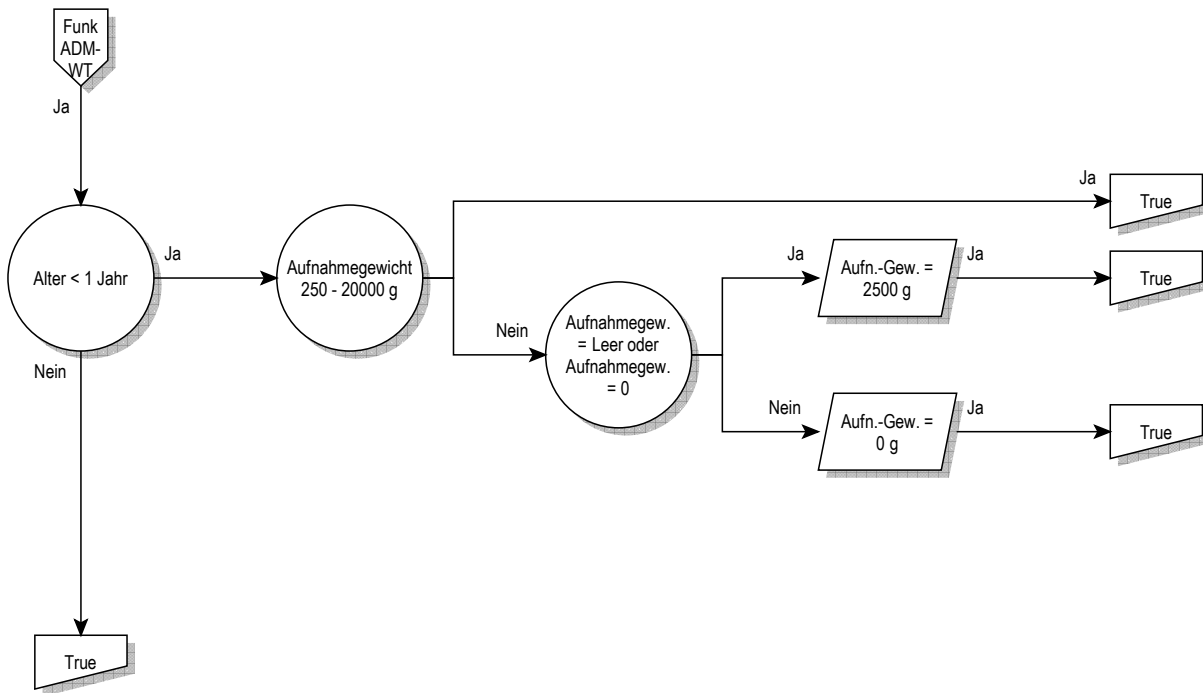 Funk
ADM-
WT
Ja
Alter < 1 Jahr
Ja
Nein
True
Aufnahmegewicht
250 - 20000 g
Ja
True
Nein
Aufnahmegew.
= Leer oder
Aufnahmegew.
= 0
Ja
Aufn.-Gew. =
2500 g
Ja
True
Nein
Aufn.-Gew. =
0 g
Ja
True